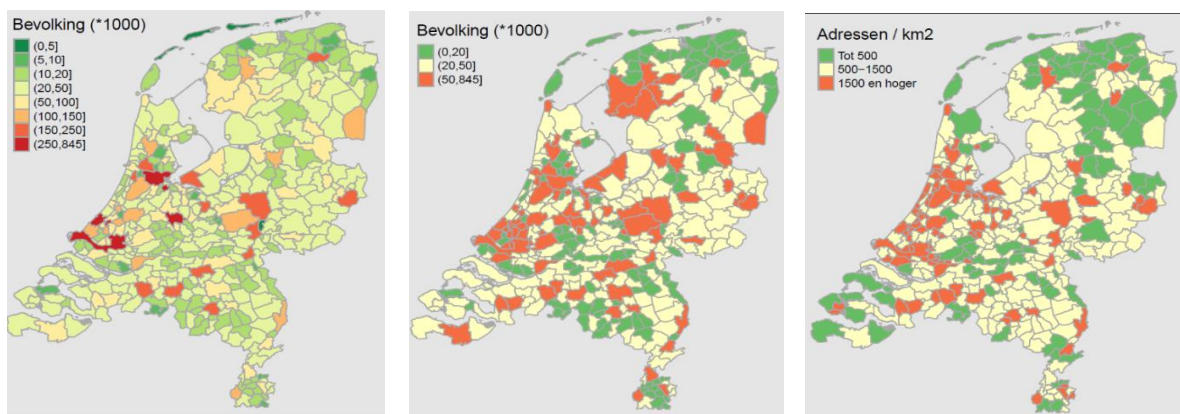 Bevolking (*1000)
(0,5]
(5,10]
(10,20]
(20,50]
(50,100]
(100,150]
(150,250]
(250,845]
Bevolking (*1000)
(0,20]
(20,50]
(50,845]
Adressen / km2
Tot 500
500–1500
1500 en hoger